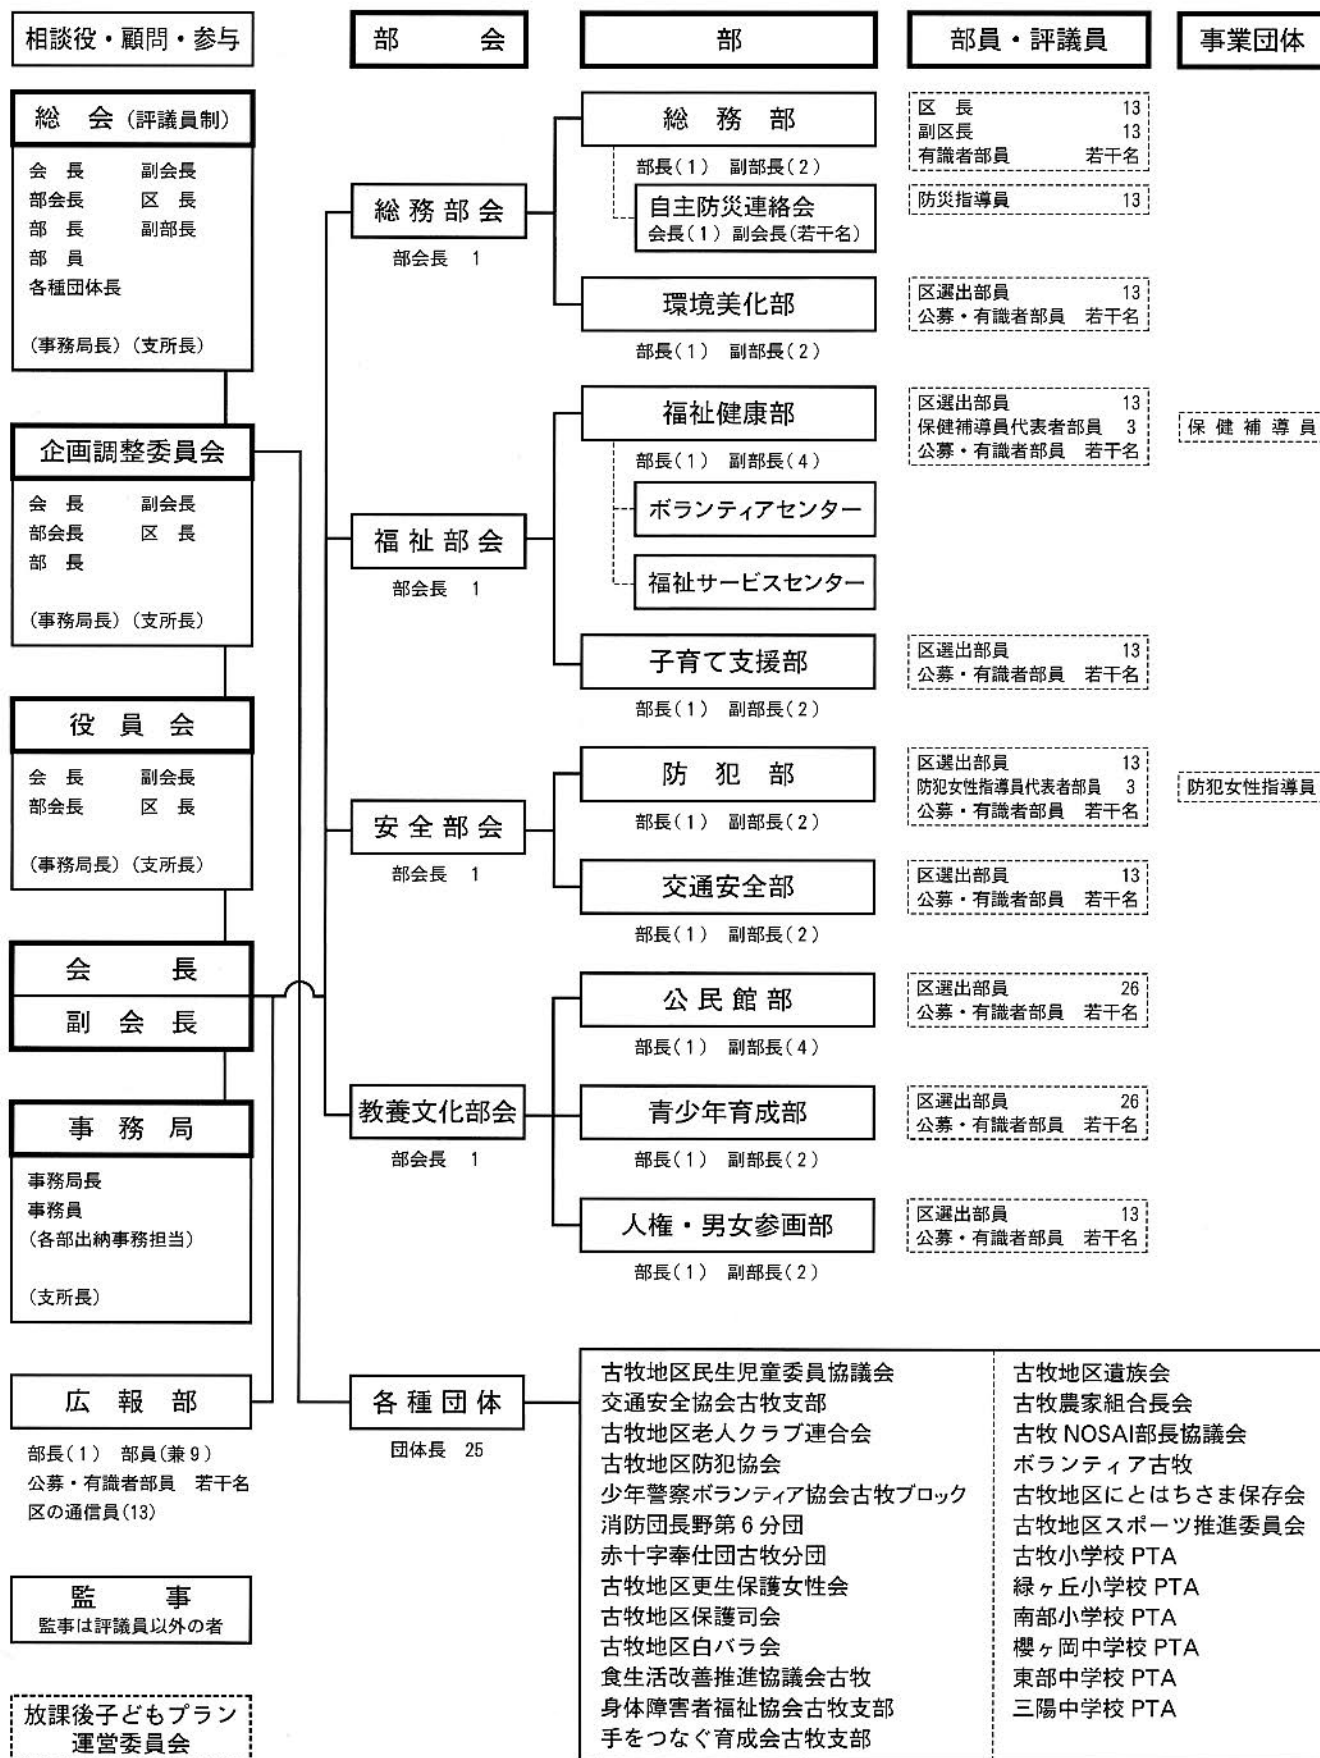 相談役・顧問・参与
総　会（評議員制）
会　長　　副会長
部会長　　区　長
部　長　　副部長
部　員
各種団体長
（事務局長）（支所長）
企画調整委員会
会　長　　副会長
部会長　　区　長
部　長
（事務局長）（支所長）
役　員　会
会　長　　副会長
部会長　　区　長
（事務局長）（支所長）
会　　長
副　会　長
事　務　局
事務局長
事務員
（各部出納事務担当）
（支所長）
広　報　部
部長(1)　部員(兼9)
公募・有識者部員　若干名
区の通信員(13)
監　　事
監事は評議員以外の者
放課後子どもプラン
運営委員会
部　　会
総務部会
部会長　1
福祉部会
部会長　1
安全部会
部会長　1
教養文化部会
部会長　1
各種団体
団体長　25
部
総　務　部
部長(1)　副部長(2)
自主防災連絡会
会長(1)　副会長(若干名)
環境美化部
部長(1)　副部長(2)
福祉健康部
部長(1)　副部長(4)
ボランティアセンター
福祉サービスセンター
子育て支援部
部長(1)　副部長(2)
防　犯　部
部長(1)　副部長(2)
交通安全部
部長(1)　副部長(2)
公民館部
部長(1)　副部長(4)
青少年育成部
部長(1)　副部長(2)
人権・男女参画部
部長(1)　副部長(2)
部員・評議員
区　長　13
副区長　13
有識者部員　若干名
防災指導員　13
区選出部員　13
公募・有識者部員　若干名
区選出部員　13
保健補導員代表者部員　3
公募・有識者部員　若干名
区選出部員　13
公募・有識者部員　若干名
区選出部員　13
防犯女性指導員代表者部員　3
公募・有識者部員　若干名
区選出部員　13
公募・有識者部員　若干名
区選出部員　26
公募・有識者部員　若干名
区選出部員　26
公募・有識者部員　若干名
区選出部員　13
公募・有識者部員　若干名
事業団体
保健補導員
防犯女性指導員
古牧地区民生児童委員協議会
交通安全協会古牧支部
古牧地区老人クラブ連合会
古牧地区防犯協会
少年警察ボランティア協会古牧ブロック
消防団長野第6分団
赤十字奉仕団古牧分団
古牧地区更生保護女性会
古牧地区保護司会
古牧地区白バラ会
食生活改善推進協議会古牧
身体障害者福祉協会古牧支部
手をつなぐ育成会古牧支部
古牧地区遺族会
古牧農家組合長会
古牧 NOSAI部長協議会
ボランティア古牧
古牧地区にとはちさま保存会
古牧地区スポーツ推進委員会
古牧小学校 PTA
緑ヶ丘小学校 PTA
南部小学校 PTA
櫻ヶ岡中学校 PTA
東部中学校 PTA
三陽中学校 PTA